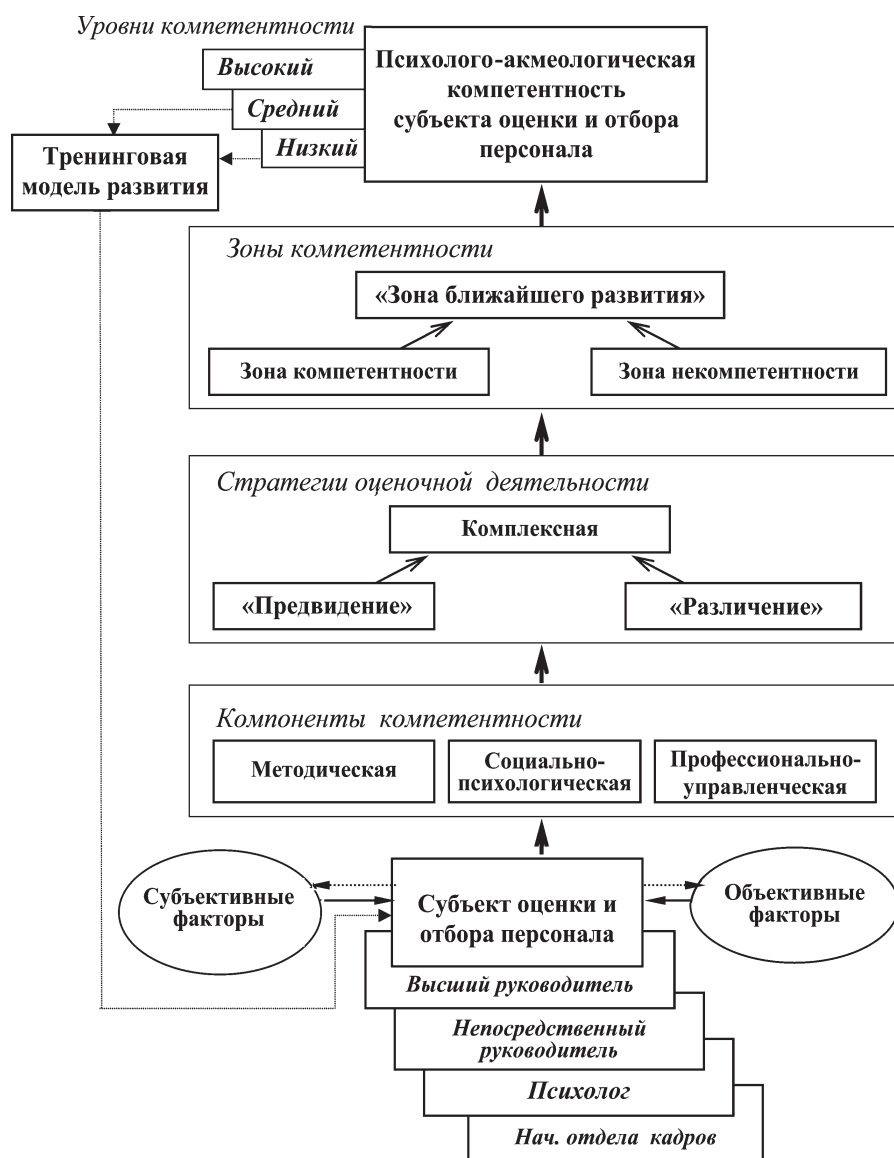 Уровни компетентности
Высокий
Средний
Низкий
Психолого-акмеологическая
компетентность
субъекта оценки и отбора
персонала
Тренинговая
модель развития
Зоны компетентности
«Зона ближайшего развития»
Зона компетентности
Зона некомпетентности
Стратегии оценочной деятельности
Комплексная
«Предвидение»
«Различение»
Компоненты компетентности
Методическая
Социально-
психологическая
Профессионально-
управленческая
Субъективные
факторы
Субъект оценки и
отбора персонала
Объективные
факторы
Высший руководитель
Непосредственный
руководитель
Психолог
Нач. отдела кадров